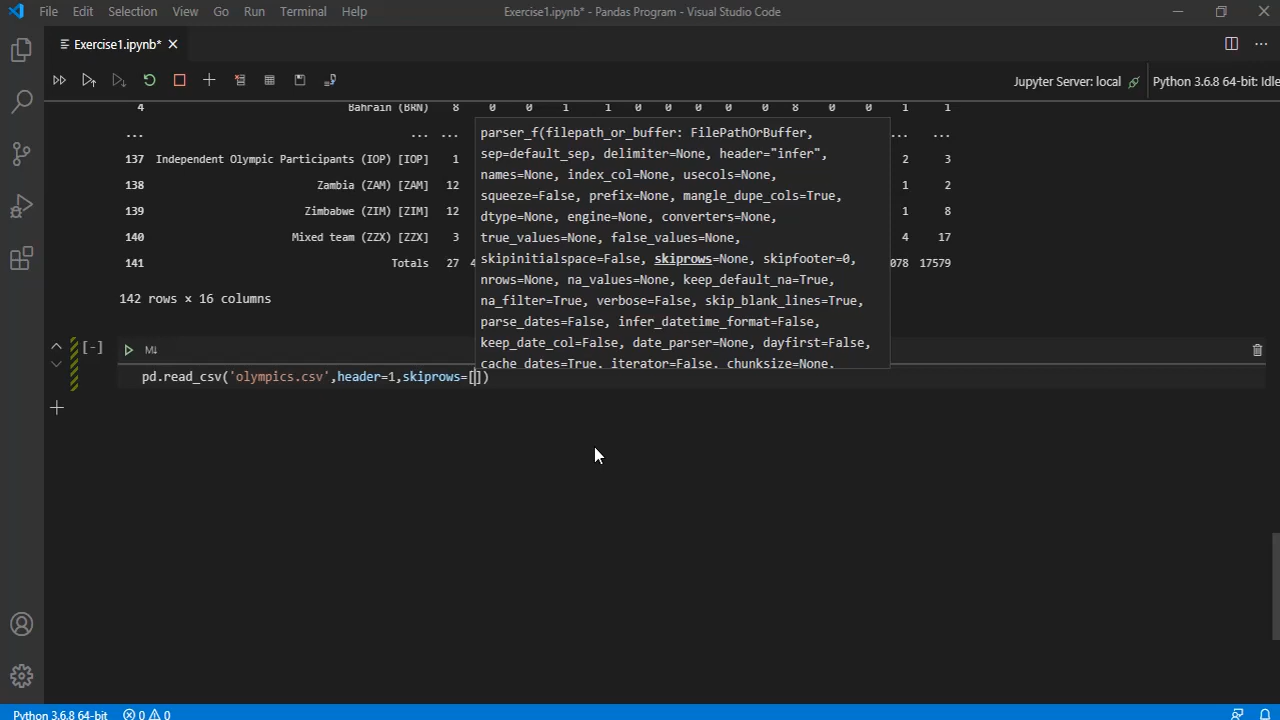 File Edit Selection View Go Run Terminal Help Exercise1.ipynb* - Pandas Program - Visual Studio Code
Exercise1.ipynb*
Jupyter Server: local Python 3.6.8 64-bit: Idle
4 Bahrain (BRN) 8 0 0 1 1 0 0 0 0 0 8 0 0 1 1
... ... ... ... ...
137 Independent Olympic Participants (IOP) [IOP] 1 2 3
138 Zambia (ZAM) [ZAM] 12 1 2
139 Zimbabwe (ZIM) [ZIM] 12 1 8
140 Mixed team (ZZX) [ZZX] 3 4 17
141 Totals 27 4 078 17579
142 rows × 16 columns
parser_f(filepath_or_buffer: FilePathOrBuffer,
sep=default_sep, delimiter=None, header="infer",
names=None, index_col=None, usecols=None,
squeeze=False, prefix=None, mangle_dupe_cols=True,
dtype=None, engine=None, converters=None,
true_values=None, false_values=None,
skipinitialspace=False, skiprows=None, skipfooter=0,
nrows=None, na_values=None, keep_default_na=True,
na_filter=True, verbose=False, skip_blank_lines=True,
parse_dates=False, infer_datetime_format=False,
keep_date_col=False, date_parser=None, dayfirst=False,
cache_dates=True, iterator=False, chunksize=None,
[-] M↓
pd.read_csv('olympics.csv',header=1,skiprows=[])
Python 3.6.8 64-bit 0 0